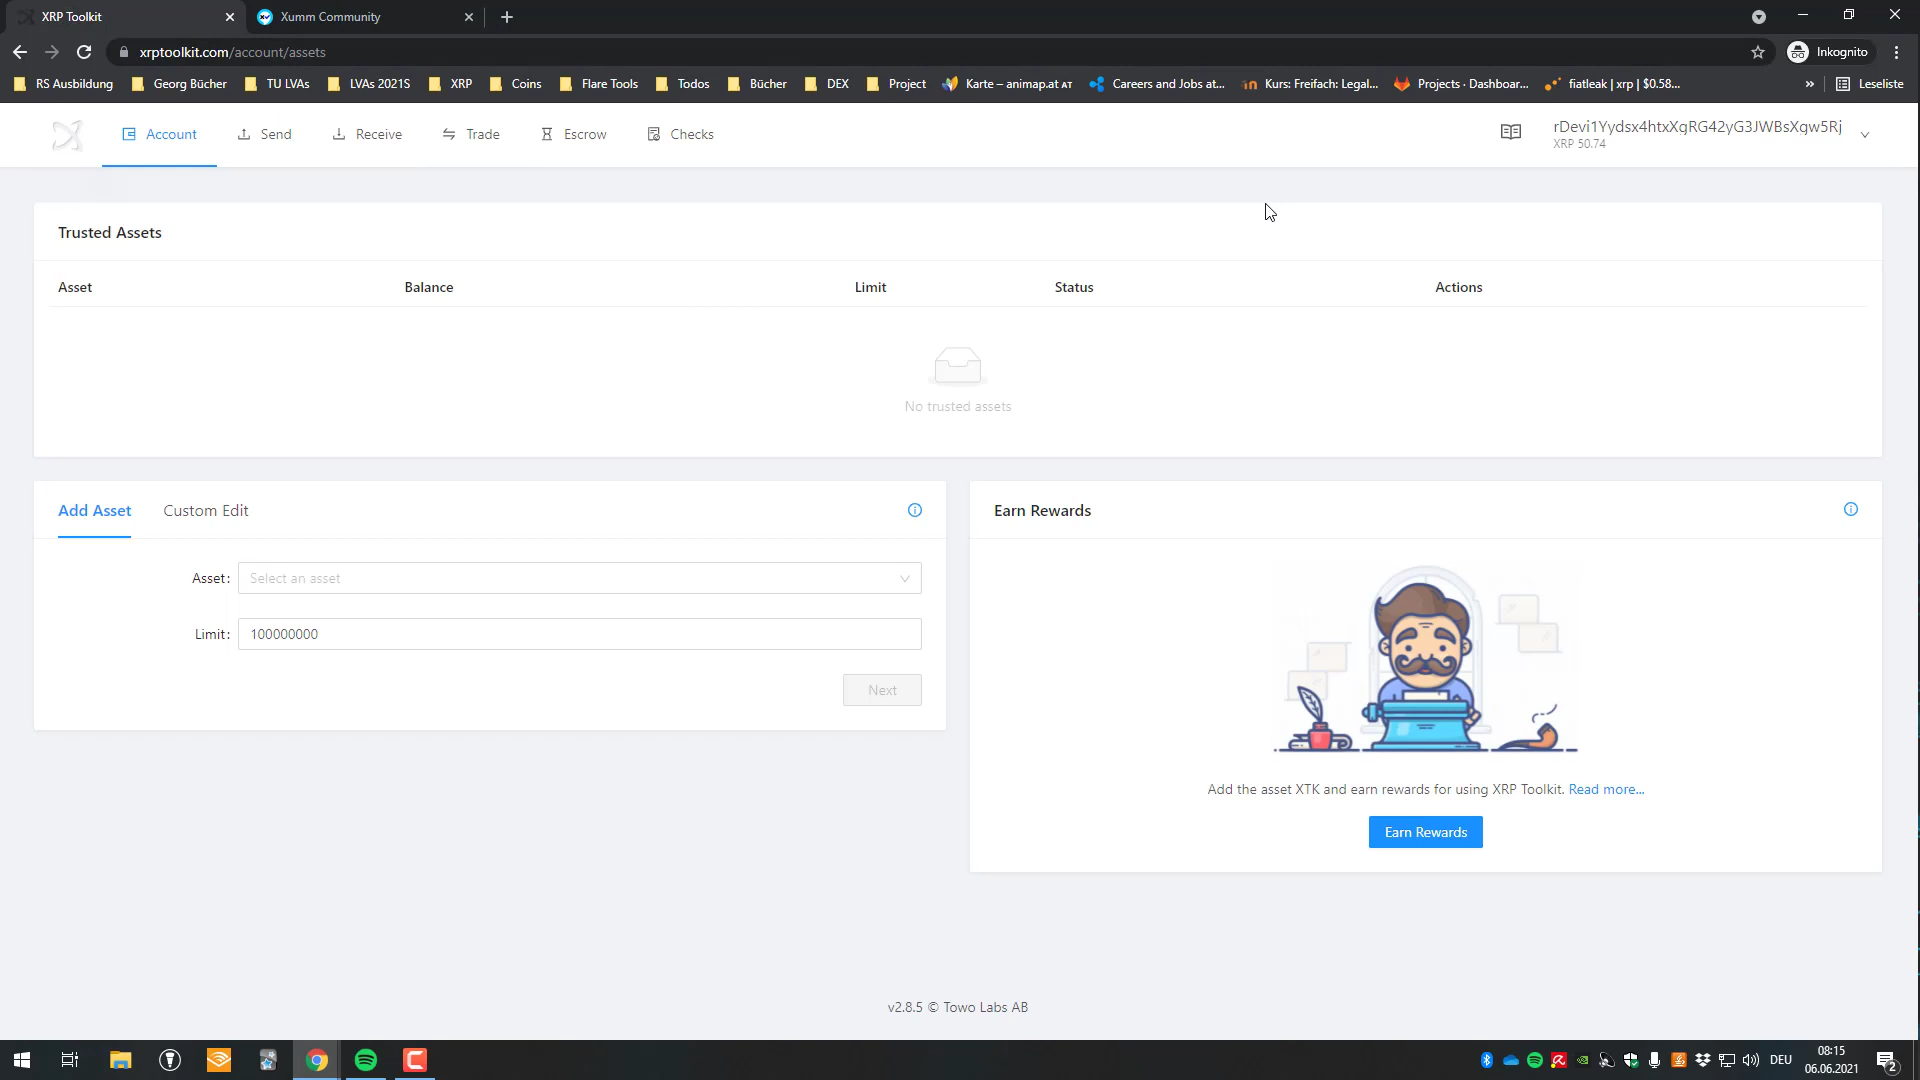 XRP Toolkit
Xumm Community
xrptoolkit.com/account/assets
Inkognito
RS Ausbildung
Georg Bücher
TU LVAs
LVAs 2021S
XRP
Coins
Flare Tools
Todos
Bücher
DEX
Project
Karte – animap.at AT
Careers and Jobs at...
Kurs: Freifach: Legal...
Projects · Dashboar...
fiatleak | xrp | $0.58...
»
Leseliste
Account
Send
Receive
Trade
Escrow
Checks
rDevi1Yydsx4htxXgRG42yG3JWBsXgw5Rj
XRP 50.74
Trusted Assets
Asset
Balance
Limit
Status
Actions
No trusted assets
Add Asset
Custom Edit
Asset:
Select an asset
Limit:
100000000
Next
Earn Rewards
Add the asset XTK and earn rewards for using XRP Toolkit. Read more...
Earn Rewards
v2.8.5 © Towo Labs AB
DEU
08:15
06.06.2021
2